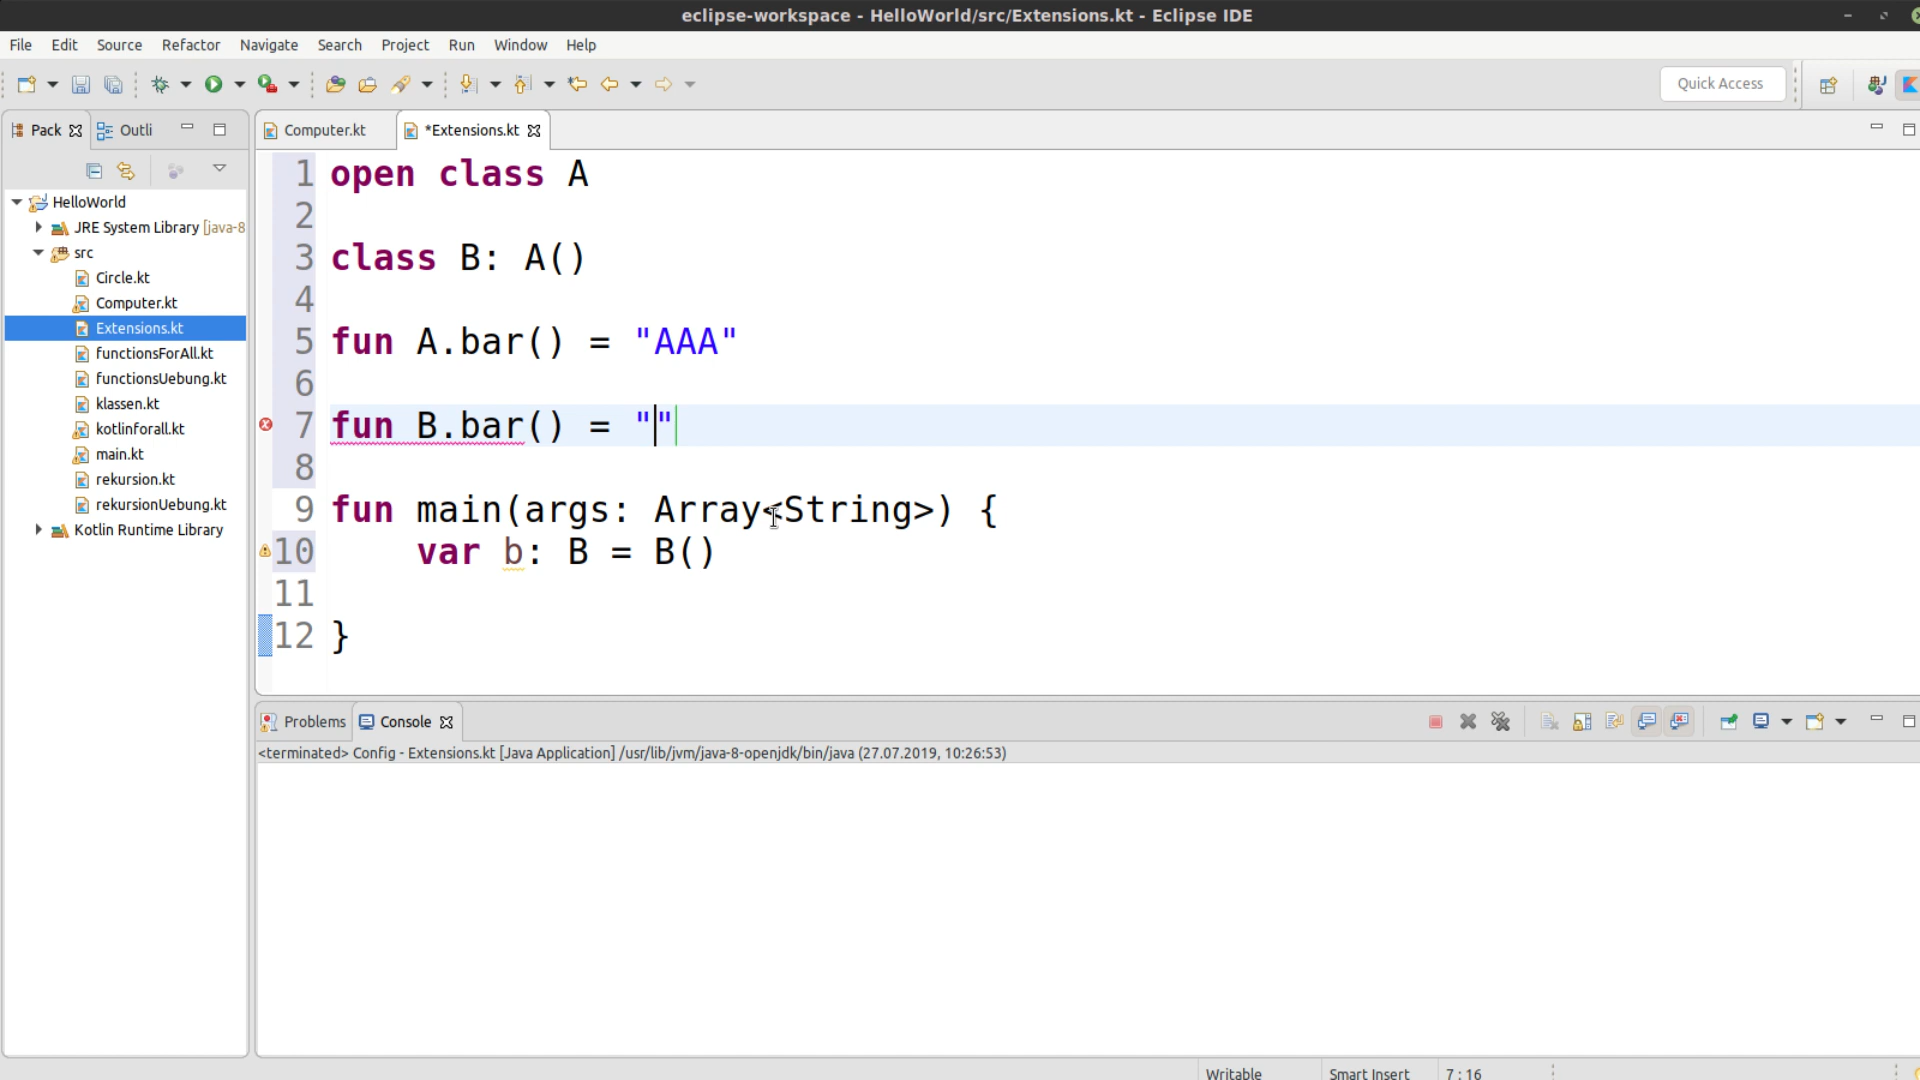 eclipse-workspace - HelloWorld/src/Extensions.kt - Eclipse IDE
File Edit Source Refactor Navigate Search Project Run Window Help
Quick Access
Pack Outli
Computer.kt *Extensions.kt
HelloWorld
JRE System Library [java-8
src
Circle.kt
Computer.kt
Extensions.kt
functionsForAll.kt
functionsUebung.kt
klassen.kt
kotlinforall.kt
main.kt
rekursion.kt
rekursionUebung.kt
Kotlin Runtime Library
1 open class A
2
3 class B: A()
4
5 fun A.bar() = "AAA"
6
7 fun B.bar() = ""
8
9 fun main(args: Array<String>) {
10 var b: B = B()
11
12 }
Problems Console
<terminated> Config - Extensions.kt [Java Application] /usr/lib/jvm/java-8-openjdk/bin/java (27.07.2019, 10:26:53)
Writable Smart Insert 7 : 16